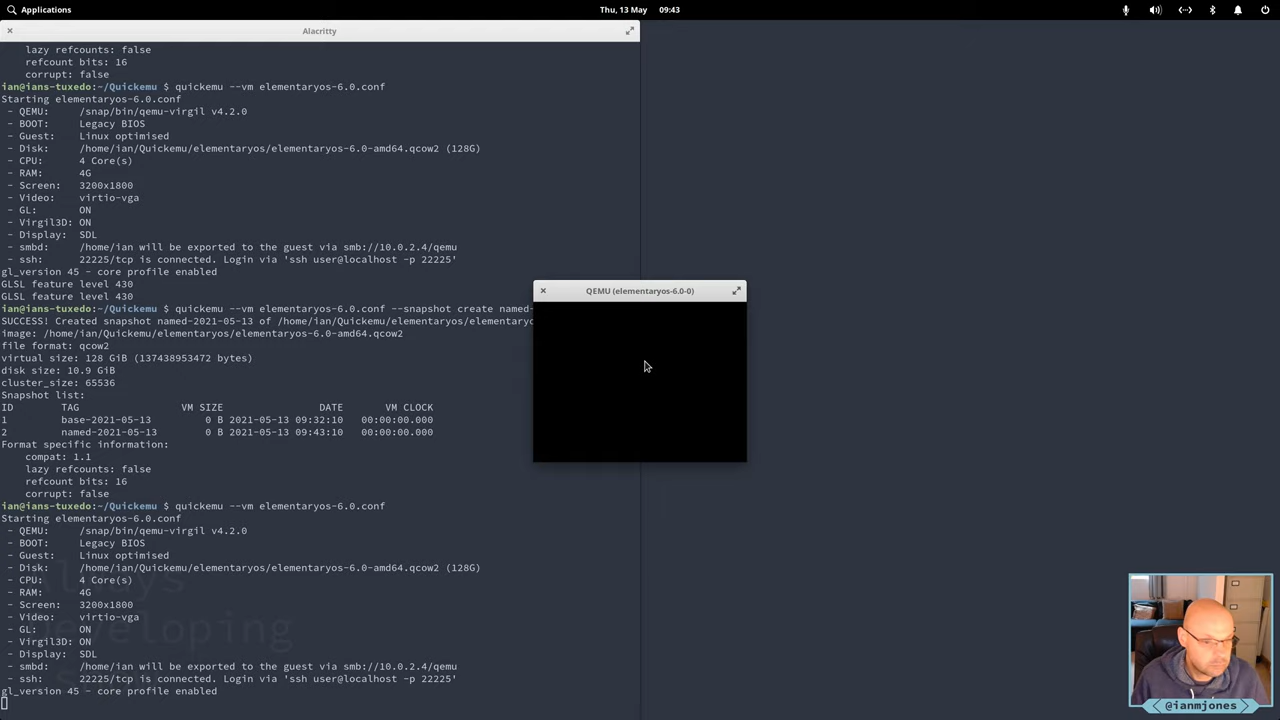 Applications
Thu, 13 May 09:43
Alacritty
lazy refcounts: false
refcount bits: 16
corrupt: false
ian@ians-tuxedo:~/Quickemu $ quickemu --vm elementaryos-6.0.conf
Starting elementaryos-6.0.conf
- QEMU: /snap/bin/qemu-virgil v4.2.0
- BOOT: Legacy BIOS
- Guest: Linux optimised
- Disk: /home/ian/Quickemu/elementaryos/elementaryos-6.0-amd64.qcow2 (128G)
- CPU: 4 Core(s)
- RAM: 4G
- Screen: 3200x1800
- Video: virtio-vga
- GL: ON
- Virgil3D: ON
- Display: SDL
- smbd: /home/ian will be exported to the guest via smb://10.0.2.4/qemu
- ssh: 22225/tcp is connected. Login via 'ssh user@localhost -p 22225'
gl_version 45 - core profile enabled
GLSL feature level 430
GLSL feature level 430
ian@ians-tuxedo:~/Quickemu $ quickemu --vm elementaryos-6.0.conf --snapshot create named-
SUCCESS! Created snapshot named-2021-05-13 of /home/ian/Quickemu/elementaryos/elementaryo
image: /home/ian/Quickemu/elementaryos/elementaryos-6.0-amd64.qcow2
file format: qcow2
virtual size: 128 GiB (137438953472 bytes)
disk size: 10.9 GiB
cluster_size: 65536
Snapshot list:
ID TAG VM SIZE DATE VM CLOCK
1 base-2021-05-13 0 B 2021-05-13 09:32:10 00:00:00.000
2 named-2021-05-13 0 B 2021-05-13 09:43:10 00:00:00.000
Format specific information:
compat: 1.1
lazy refcounts: false
refcount bits: 16
corrupt: false
ian@ians-tuxedo:~/Quickemu $ quickemu --vm elementaryos-6.0.conf
Starting elementaryos-6.0.conf
- QEMU: /snap/bin/qemu-virgil v4.2.0
- BOOT: Legacy BIOS
- Guest: Linux optimised
- Disk: /home/ian/Quickemu/elementaryos/elementaryos-6.0-amd64.qcow2 (128G)
- CPU: 4 Core(s)
- RAM: 4G
- Screen: 3200x1800
- Video: virtio-vga
- GL: ON
- Virgil3D: ON
- Display: SDL
- smbd: /home/ian will be exported to the guest via smb://10.0.2.4/qemu
- ssh: 22225/tcp is connected. Login via 'ssh user@localhost -p 22225'
gl_version 45 - core profile enabled
QEMU (elementaryos-6.0-0)
@ianmjones